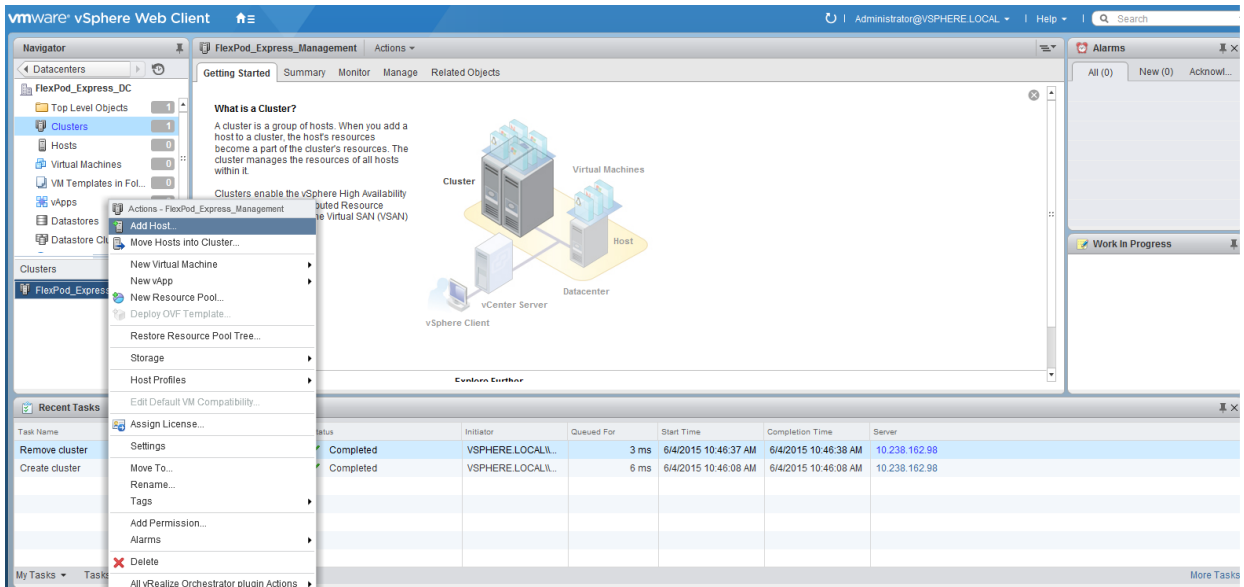 vmware® vSphere Web Client
Administrator@VSPHERE.LOCAL
Help
Search
Navigator
Datacenters
FlexPod_Express_DC
Top Level Objects 1
Clusters 1
Hosts 0
Virtual Machines 0
VM Templates in Fol... 0
vApps
Datastores
Datastore Clu
Clusters
FlexPod_Express
FlexPod_Express_Management
Actions
Getting Started
Summary
Monitor
Manage
Related Objects
What is a Cluster?
A cluster is a group of hosts. When you add a
host to a cluster, the host's resources
become a part of the cluster's resources. The
cluster manages the resources of all hosts
within it.
Clusters enable the vSphere High Availability
buted Resource
he Virtual SAN (VSAN)
Cluster
Virtual Machines
Host
Datacenter
vCenter Server
vSphere Client
Explore Further
Actions - FlexPod_Express_Management
Add Host...
Move Hosts into Cluster...
New Virtual Machine
New vApp
New Resource Pool...
Deploy OVF Template...
Restore Resource Pool Tree...
Storage
Host Profiles
Edit Default VM Compatibility...
Assign License...
Settings
Move To...
Rename...
Tags
Add Permission...
Alarms
Delete
All vRealize Orchestrator plugin Actions
Alarms
All (0)
New (0)
Acknowl...
Work In Progress
Recent Tasks
Task Name tatus Initiator Queued For Start Time Completion Time Server
Remove cluster Completed VSPHERE.LOCAL\\... 3 ms 6/4/2015 10:46:37 AM 6/4/2015 10:46:38 AM 10.238.162.98
Create cluster Completed VSPHERE.LOCAL\\... 6 ms 6/4/2015 10:46:08 AM 6/4/2015 10:46:08 AM 10.238.162.98
My Tasks
Tasks
More Tasks